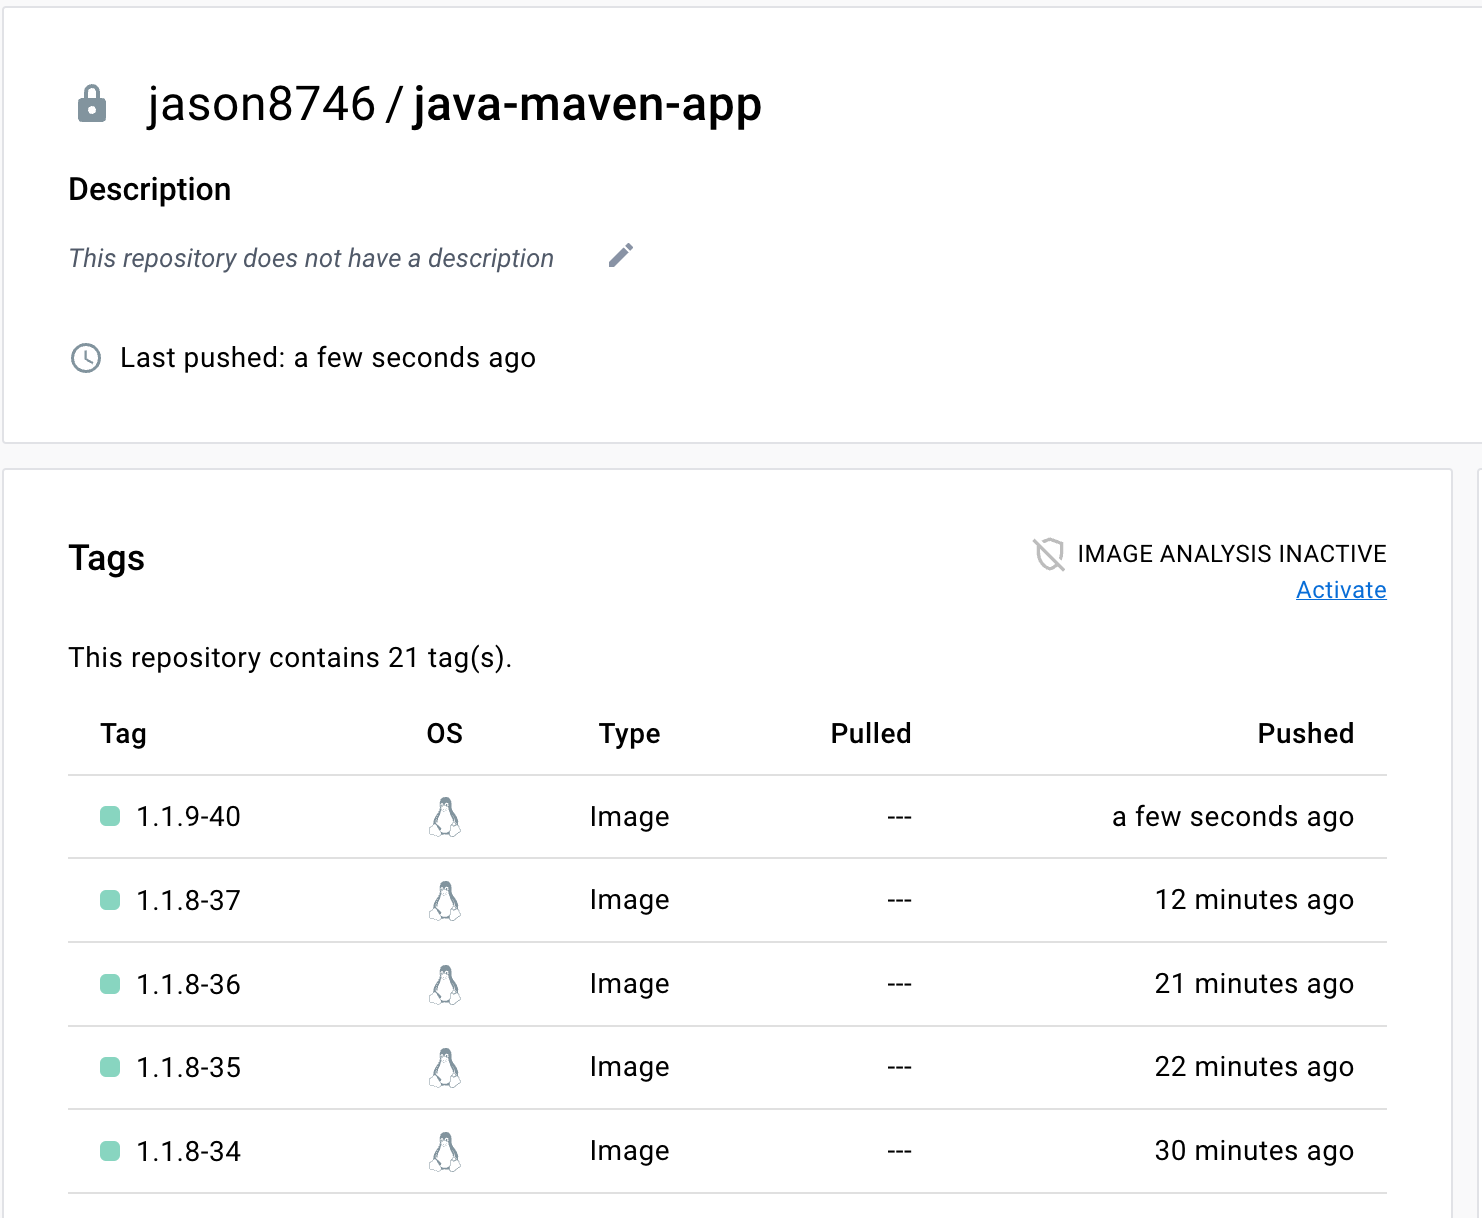 jason8746 / java-maven-app
Description
This repository does not have a description
Last pushed: a few seconds ago
Tags
IMAGE ANALYSIS INACTIVE
Activate
This repository contains 21 tag(s).
Tag OS Type Pulled Pushed
1.1.9-40 Image --- a few seconds ago
1.1.8-37 Image --- 12 minutes ago
1.1.8-36 Image --- 21 minutes ago
1.1.8-35 Image --- 22 minutes ago
1.1.8-34 Image --- 30 minutes ago